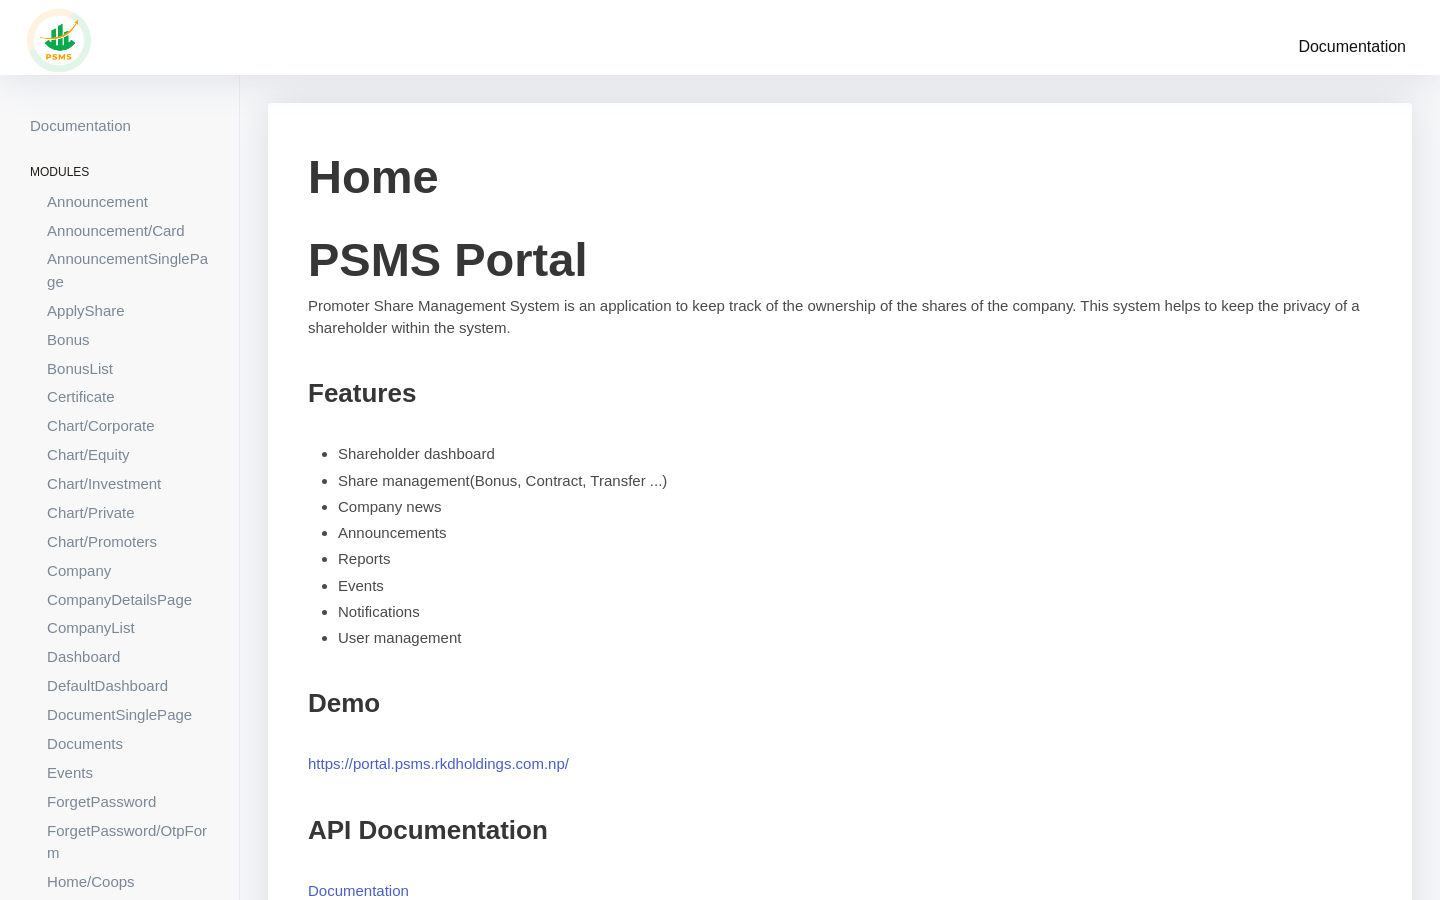 PSMS
Documentation
Documentation
MODULES
Announcement
Announcement/Card
AnnouncementSinglePa
ge
ApplyShare
Bonus
BonusList
Certificate
Chart/Corporate
Chart/Equity
Chart/Investment
Chart/Private
Chart/Promoters
Company
CompanyDetailsPage
CompanyList
Dashboard
DefaultDashboard
DocumentSinglePage
Documents
Events
ForgetPassword
ForgetPassword/OtpFor
m
Home/Coops
Home
PSMS Portal
Promoter Share Management System is an application to keep track of the ownership of the shares of the company. This system helps to keep the privacy of a
shareholder within the system.
Features
Shareholder dashboard
Share management(Bonus, Contract, Transfer ...)
Company news
Announcements
Reports
Events
Notifications
User management
Demo
https://portal.psms.rkdholdings.com.np/
API Documentation
Documentation